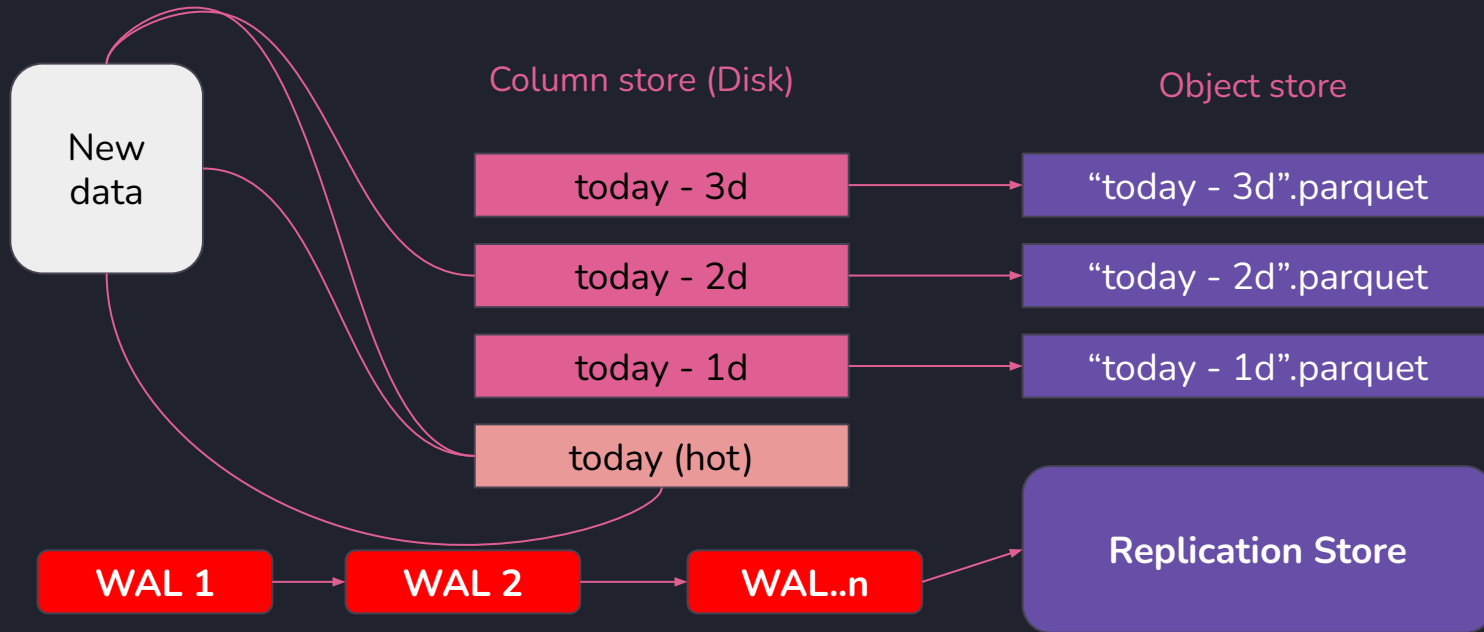 New
data
Column store (Disk)
today - 3d
today - 2d
today - 1d
today (hot)
Object store
“today - 3d”.parquet
“today - 2d”.parquet
“today - 1d”.parquet
WAL 1
WAL 2
WAL..n
Replication Store